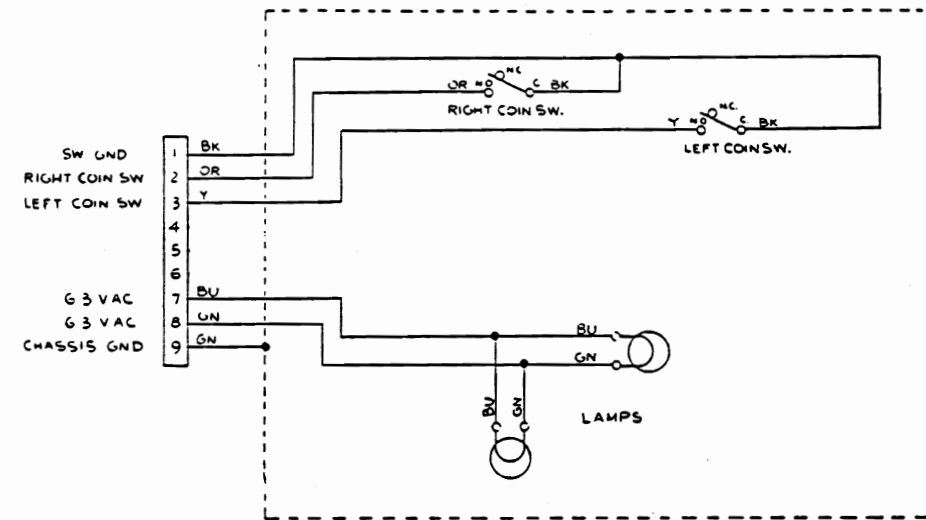 OR NO NC C BK
RIGHT COIN SW.
Y NO NC. C. BK
LEFT COIN SW.
SW GND 1 BK
RIGHT COIN SW 2 OR
LEFT COIN SW 3 Y
4
5
6
6 3 VAC 7 BU
6 3 VAC 8 GN
CHASSIS GND 9 GN
BU
GN
BU GN
LAMPS